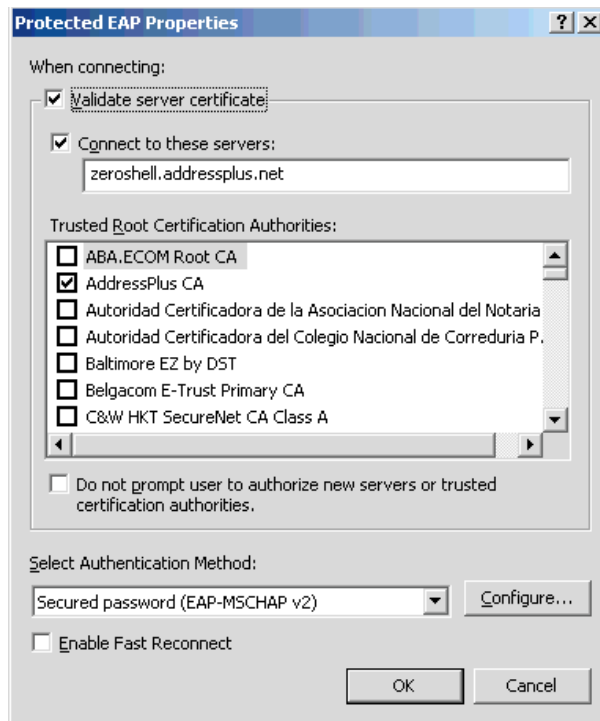 Protected EAP Properties
When connecting:
Validate server certificate
Connect to these servers:
zeroshell.addressplus.net
Trusted Root Certification Authorities:
ABA.ECOM Root CA
AddressPlus CA
Autoridad Certificadora de la Asociacion Nacional del Notaria
Autoridad Certificadora del Colegio Nacional de Correduria P.
Baltimore EZ by DST
Belgacom E-Trust Primary CA
C&W HKT SecureNet CA Class A
Do not prompt user to authorize new servers or trusted
certification authorities.
Select Authentication Method:
Secured password (EAP-MSCHAP v2)
Configure...
Enable Fast Reconnect
OK
Cancel